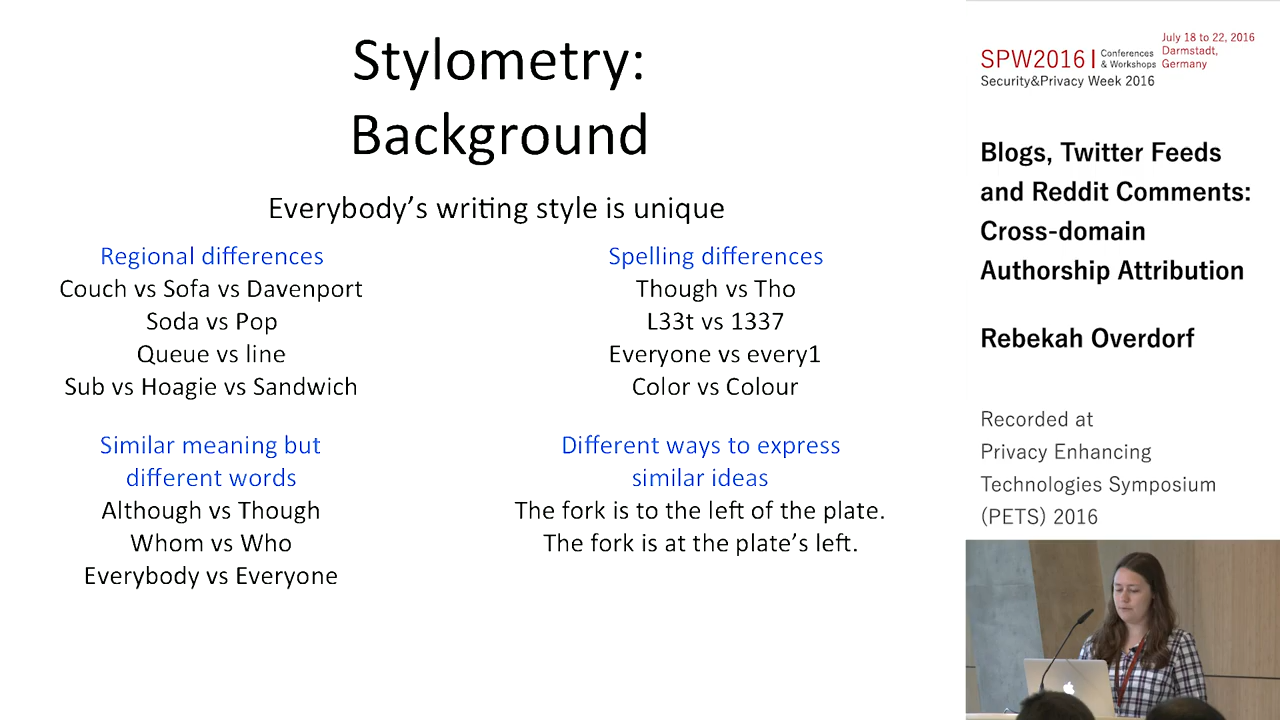 Stylometry:
Background
Everybody’s writing style is unique
Regional differences
Couch vs Sofa vs Davenport
Soda vs Pop
Queue vs line
Sub vs Hoagie vs Sandwich
Spelling differences
Though vs Tho
L33t vs 1337
Everyone vs every1
Color vs Colour
Similar meaning but
different words
Although vs Though
Whom vs Who
Everybody vs Everyone
Different ways to express
similar ideas
The fork is to the left of the plate.
The fork is at the plate’s left.
SPW2016 |
Conferences
& Workshops
July 18 to 22, 2016
Darmstadt,
Germany
Security&Privacy Week 2016
Blogs, Twitter Feeds
and Reddit Comments:
Cross-domain
Authorship Attribution
Rebekah Overdorf
Recorded at
Privacy Enhancing
Technologies Symposium
(PETS) 2016